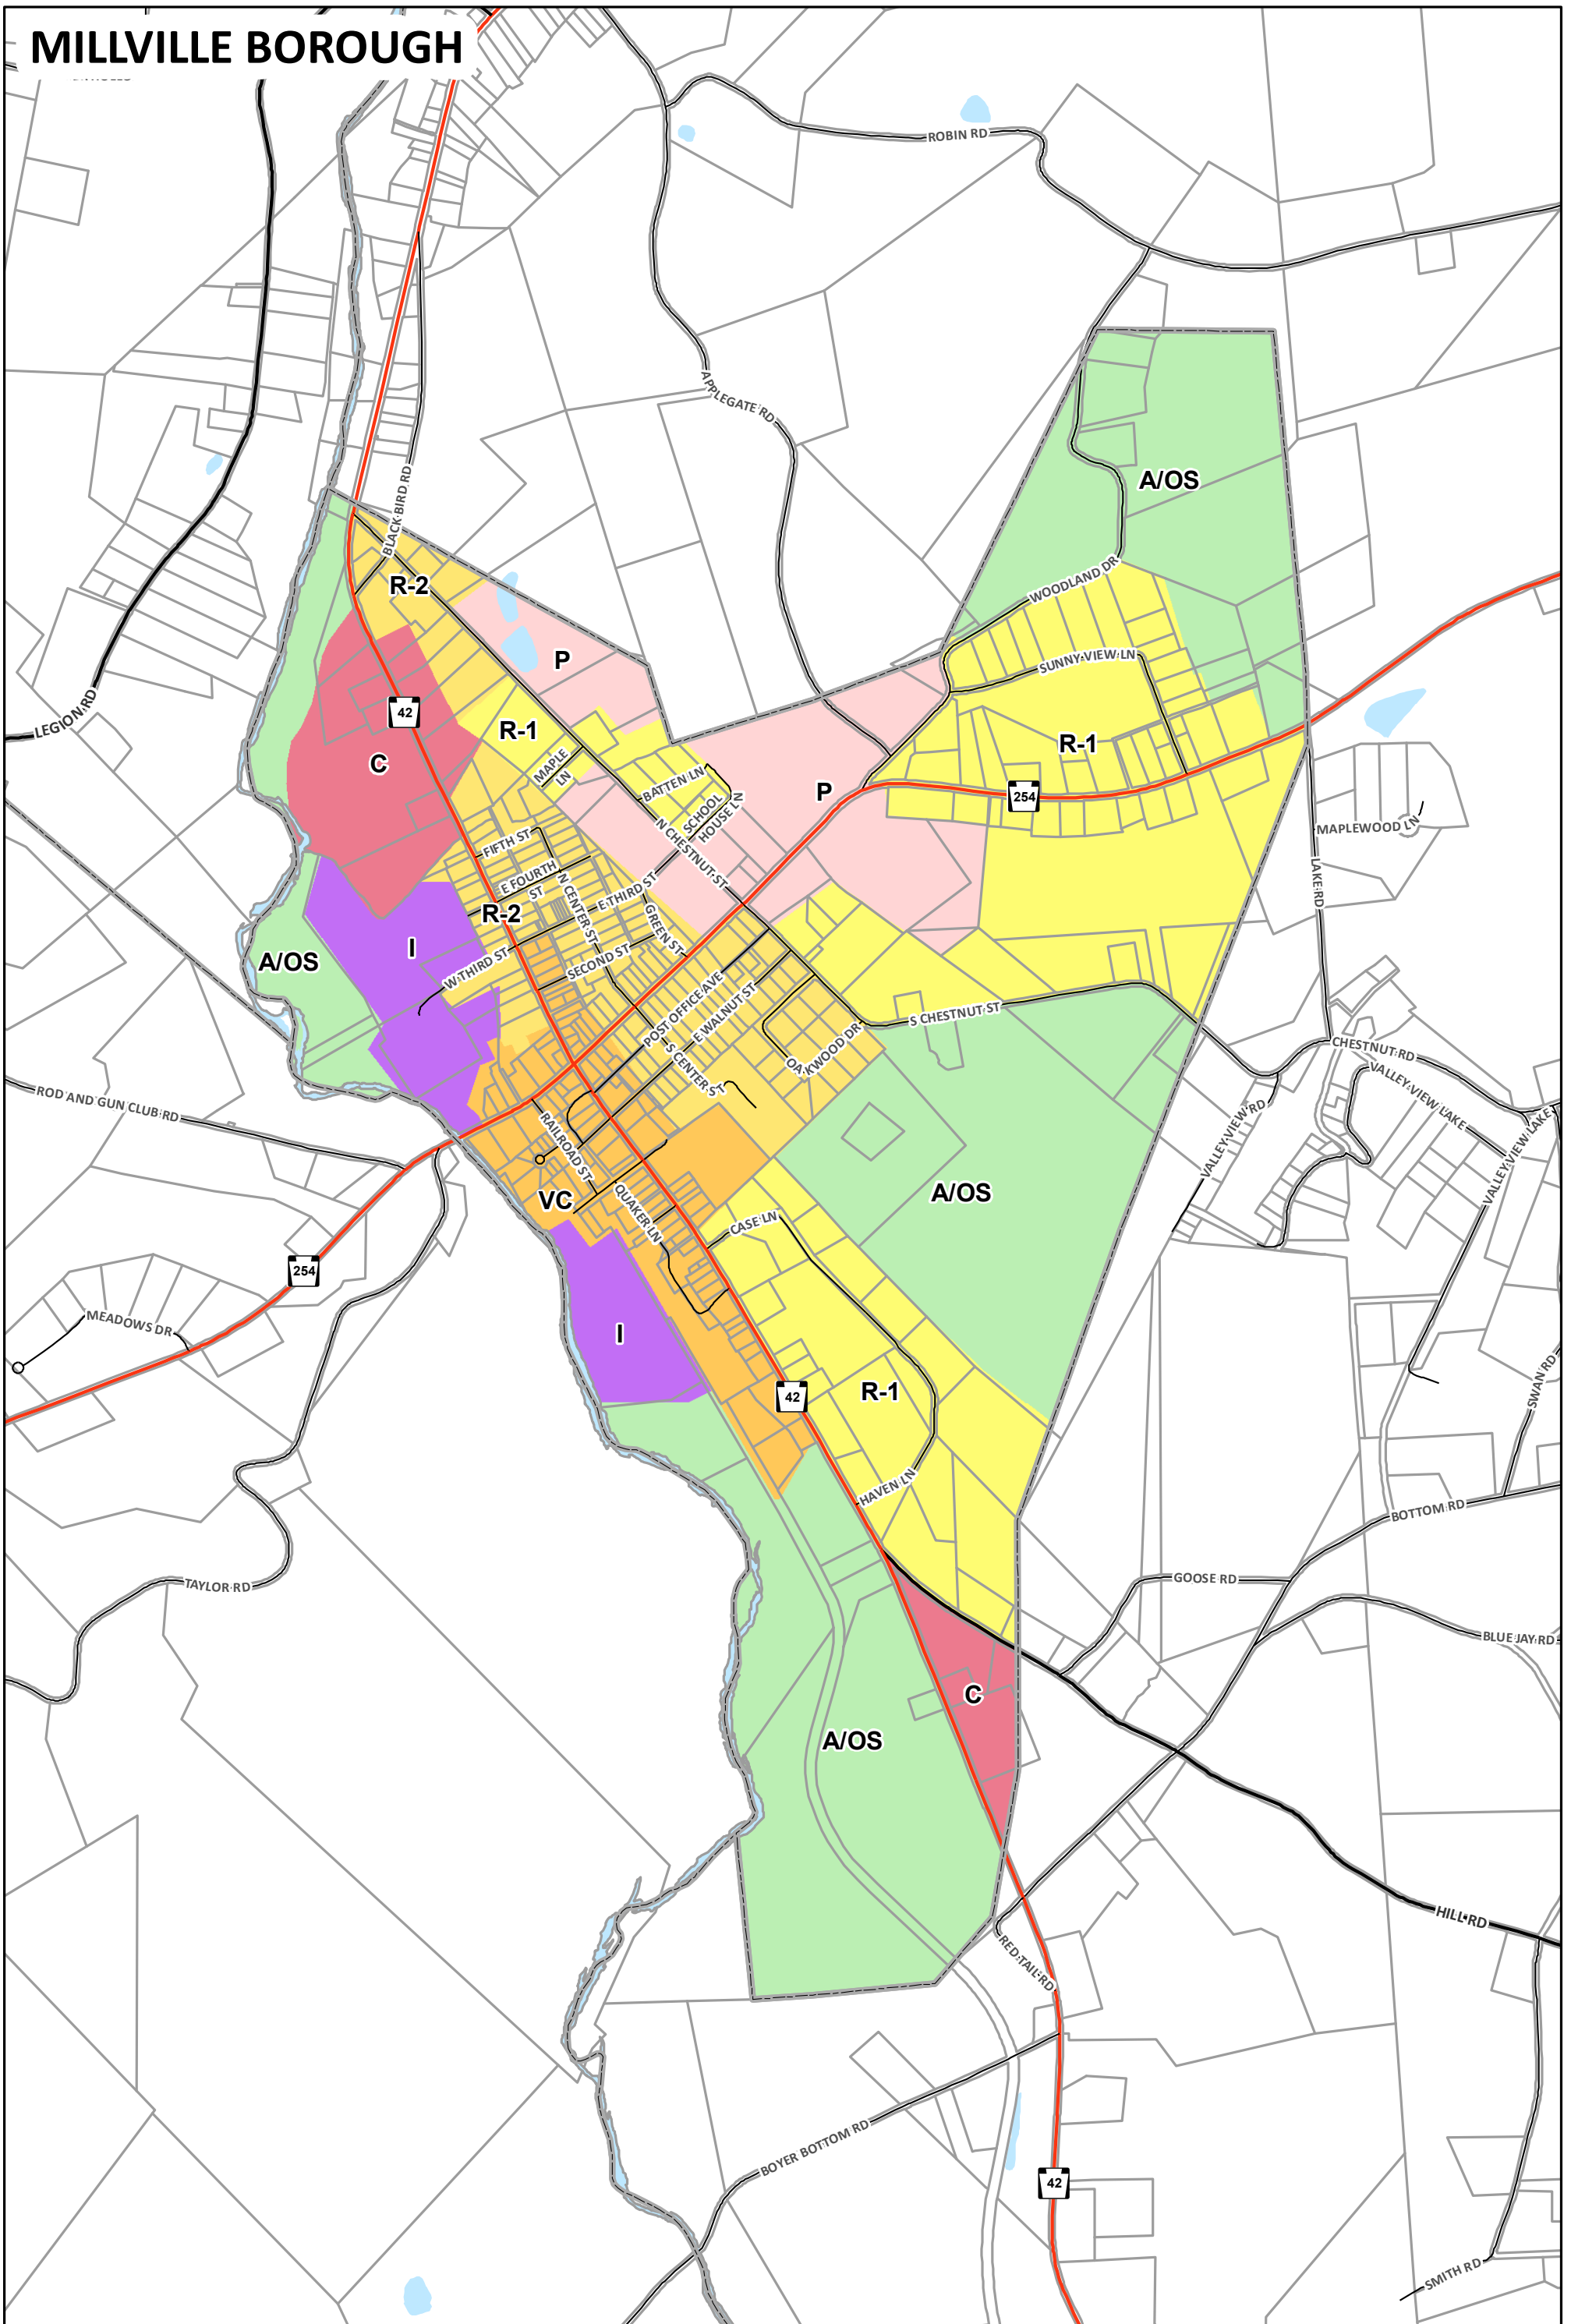 MILLVILLE BOROUGH
ROBIN RD
APPLEGATE RD
BLACK BIRD RD
A/OS
WOODLAND DR
R-2
SUNNY VIEW LN
P
LEGION RD
42
R-1
R-1
C
MAPLE
LN
BATTEN LN
P
254
SCHOOL
HOUSE LN
MAPLEWOOD LN
N CHESTNUT ST
FIFTH ST
E FOURTH
ST
LAKE RD
N CENTER ST
E THIRD ST
R-2
GREEN ST
I
A/OS
W THIRD ST
SECOND ST
POST OFFICE AVE
E WALNUT ST
S CHESTNUT ST
OAKWOOD DR
S CENTER ST
CHESTNUT RD
VALLEY VIEW LAKE
ROD AND GUN CLUB RD
RAILROAD ST
VALLEY VIEW RD
VALLEY VIEW LAKE
VC
A/OS
QUAKER LN
CASE LN
254
MEADOWS DR
I
R-1
42
SWAN RD
HAVEN LN
BOTTOM RD
TAYLOR RD
GOOSE RD
BLUE JAY RD
C
A/OS
HILL RD
RED TAIL RD
BOYER BOTTOM RD
42
SMITH RD